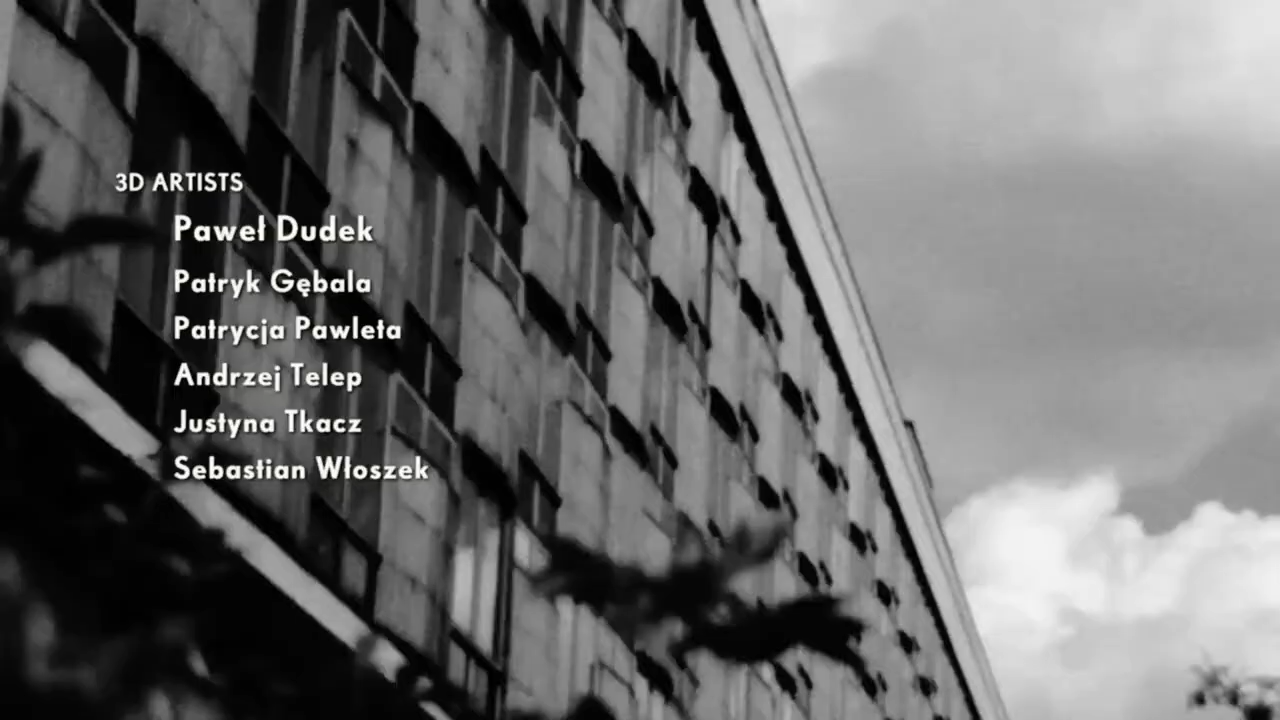 3D ARTISTS
Paweł Dudek
Patryk Gębala
Patrycja Pawleta
Andrzej Telep
Justyna Tkacz
Sebastian Włoszek